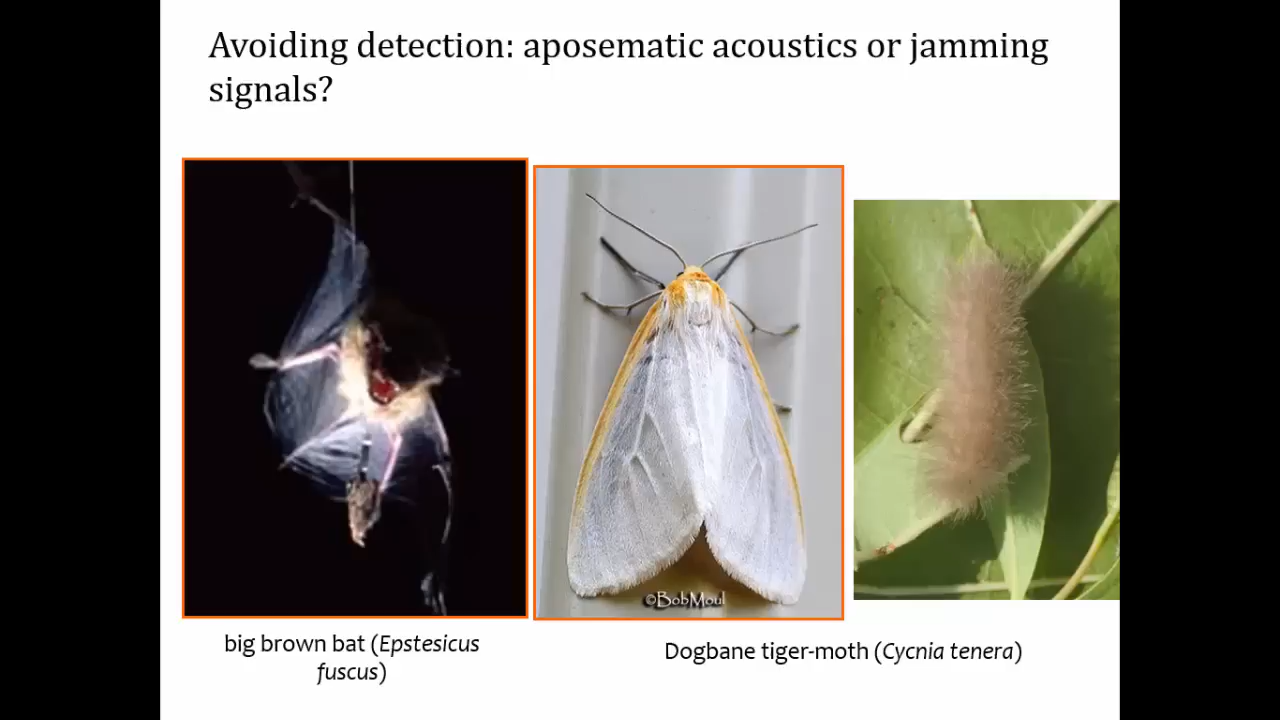 Avoiding detection: aposematic acoustics or jamming
signals?
©BobMoul
big brown bat (Epstesicus
fuscus)
Dogbane tiger-moth (Cycnia tenera)